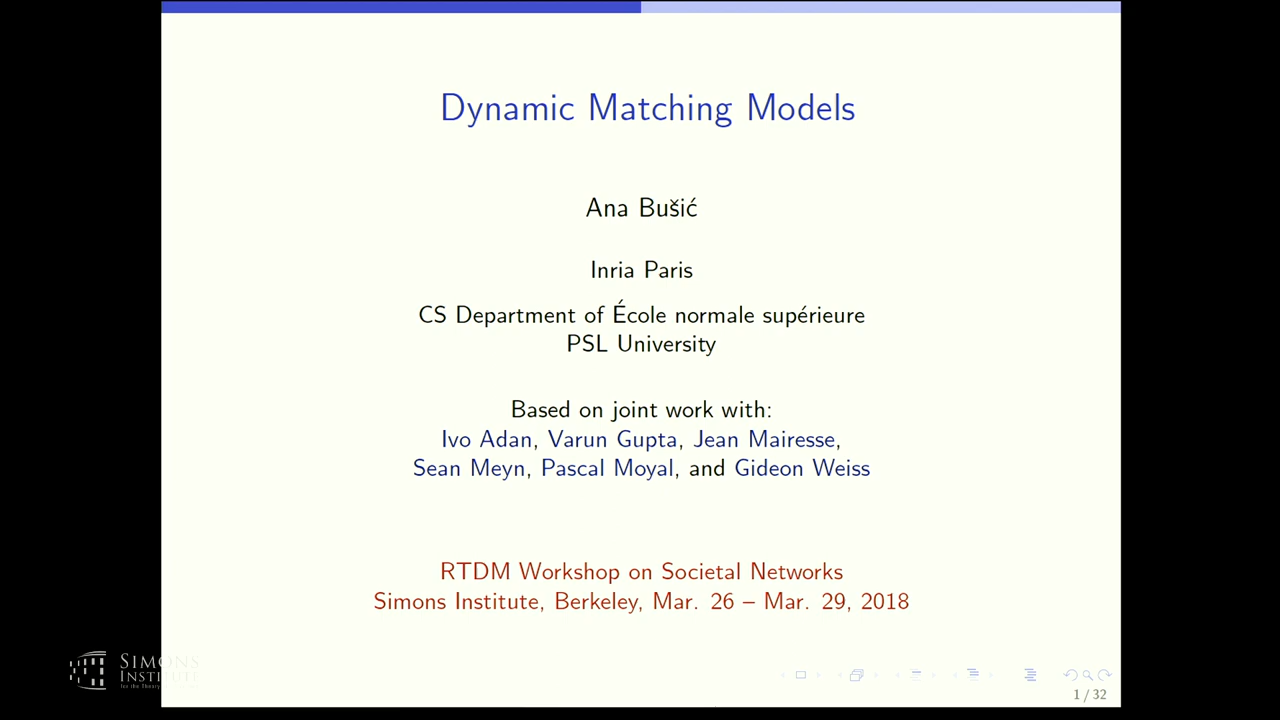 Dynamic Matching Models
Ana Bušić
Inria Paris
CS Department of École normale supérieure
PSL University
Based on joint work with:
Ivo Adan, Varun Gupta, Jean Mairesse,
Sean Meyn, Pascal Moyal, and Gideon Weiss
RTDM Workshop on Societal Networks
Simons Institute, Berkeley, Mar. 26 – Mar. 29, 2018
SIMONS
INSTITUTE
1 / 32